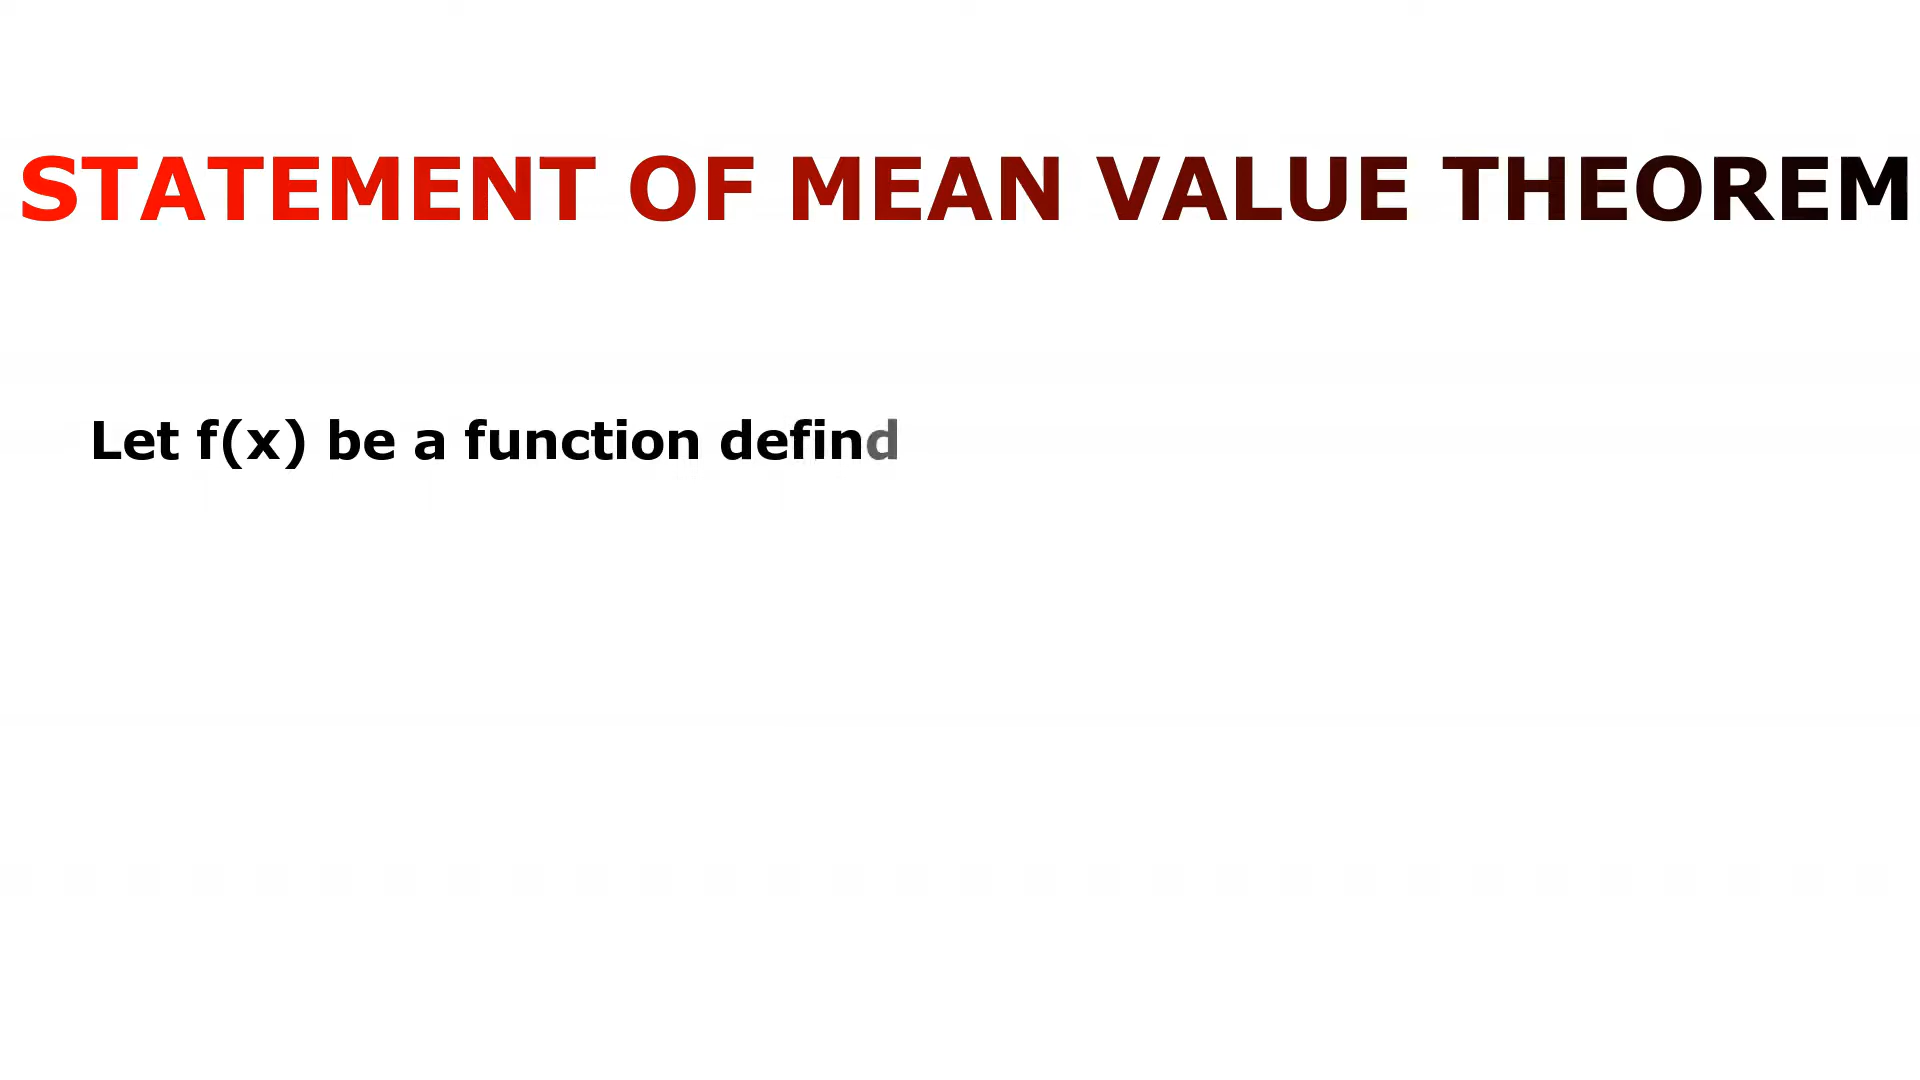 STATEMENT OF MEAN VALUE THEOREM
Let f(x) be a function defind